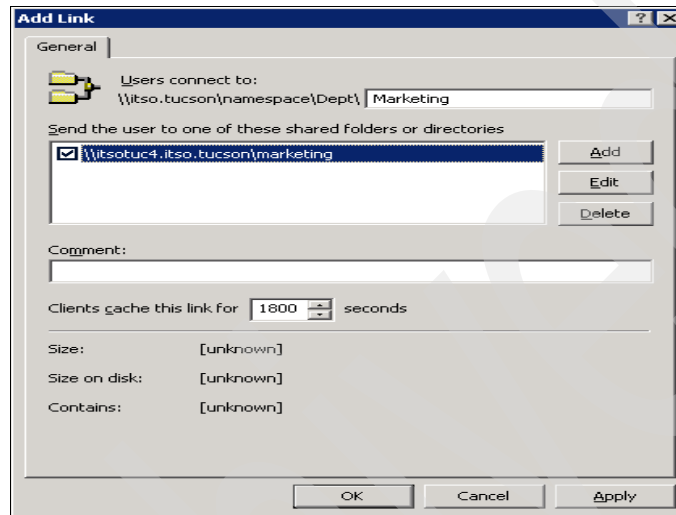 Add Link
General
Users connect to:
\\itso.tucson\namespace\Dept\ Marketing
Send the user to one of these shared folders or directories
\\itsotuc4.itso.tucson\marketing
Add
Edit
Delete
Comment:
Clients cache this link for 1800 seconds
Size: [unknown]
Size on disk: [unknown]
Contains: [unknown]
OK Cancel Apply